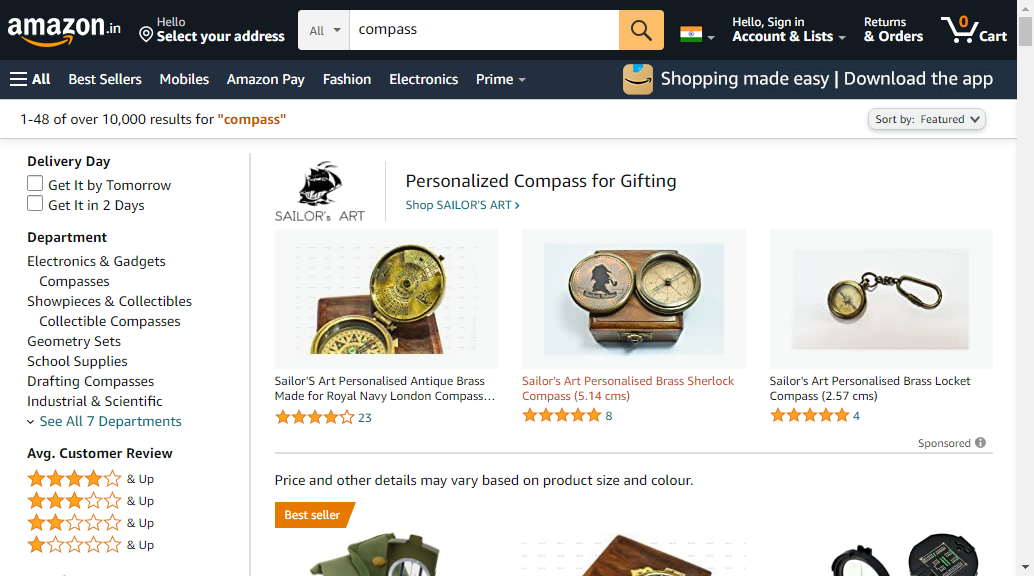 amazon.in
Hello
Select your address
All
compass
Hello, Sign in
Account & Lists
Returns
& Orders
0
Cart
All
Best Sellers
Mobiles
Amazon Pay
Fashion
Electronics
Prime
Shopping made easy | Download the app
1-48 of over 10,000 results for "compass"
Sort by: Featured
Delivery Day
Get It by Tomorrow
Get It in 2 Days
Department
Electronics & Gadgets
Compasses
Showpieces & Collectibles
Collectible Compasses
Geometry Sets
School Supplies
Drafting Compasses
Industrial & Scientific
See All 7 Departments
Avg. Customer Review
& Up
& Up
& Up
& Up
SAILOR's ART
Personalized Compass for Gifting
Shop SAILOR'S ART ›
Sailor'S Art Personalised Antique Brass
Made for Royal Navy London Compass…
23
Sailor's Art Personalised Brass Sherlock
Compass (5.14 cms)
8
Sailor's Art Personalised Brass Locket
Compass (2.57 cms)
4
Sponsored
Price and other details may vary based on product size and colour.
Best seller